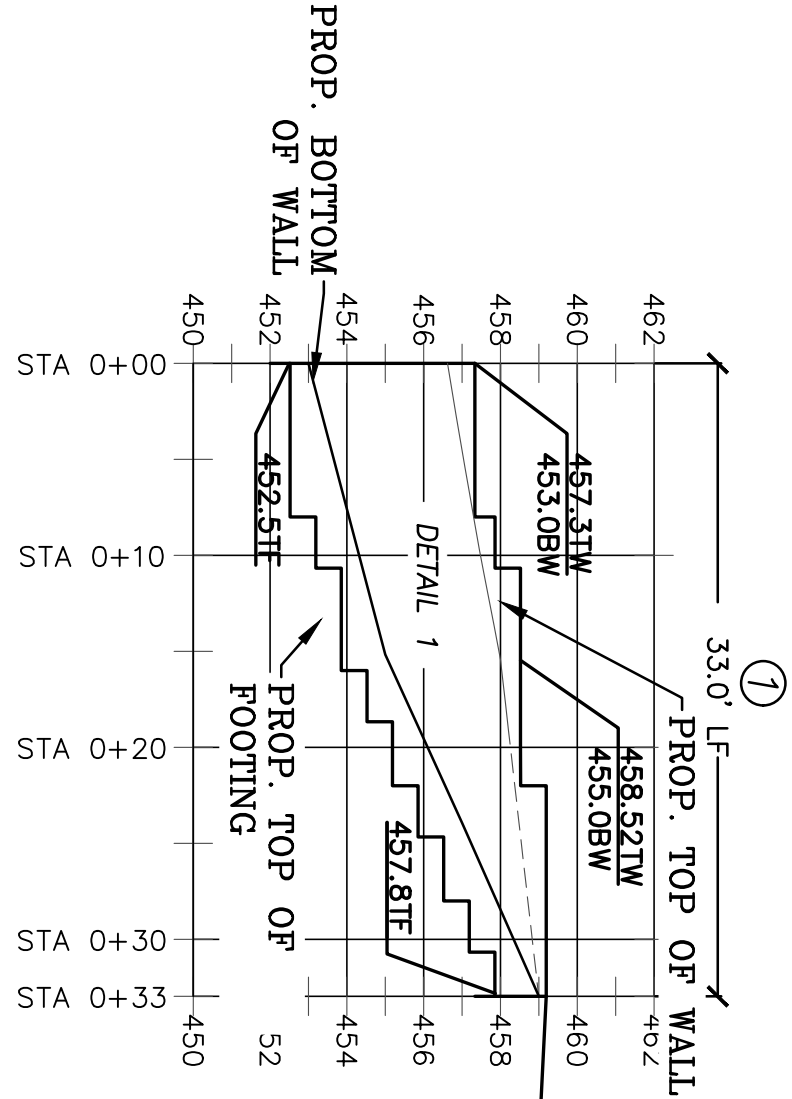 PROP. BOTTOM
OF WALL
450
452
454
456
458
460
462
STA 0+00
STA 0+10
STA 0+20
STA 0+30
STA 0+33
1
33.0' LF
457.3TW
453.0BW
452.5TF
DETAIL 1
458.52TW
455.0BW
457.8TF
PROP. TOP OF WALL
PROP. TOP OF
FOOTING
450
52
454
456
458
460
462